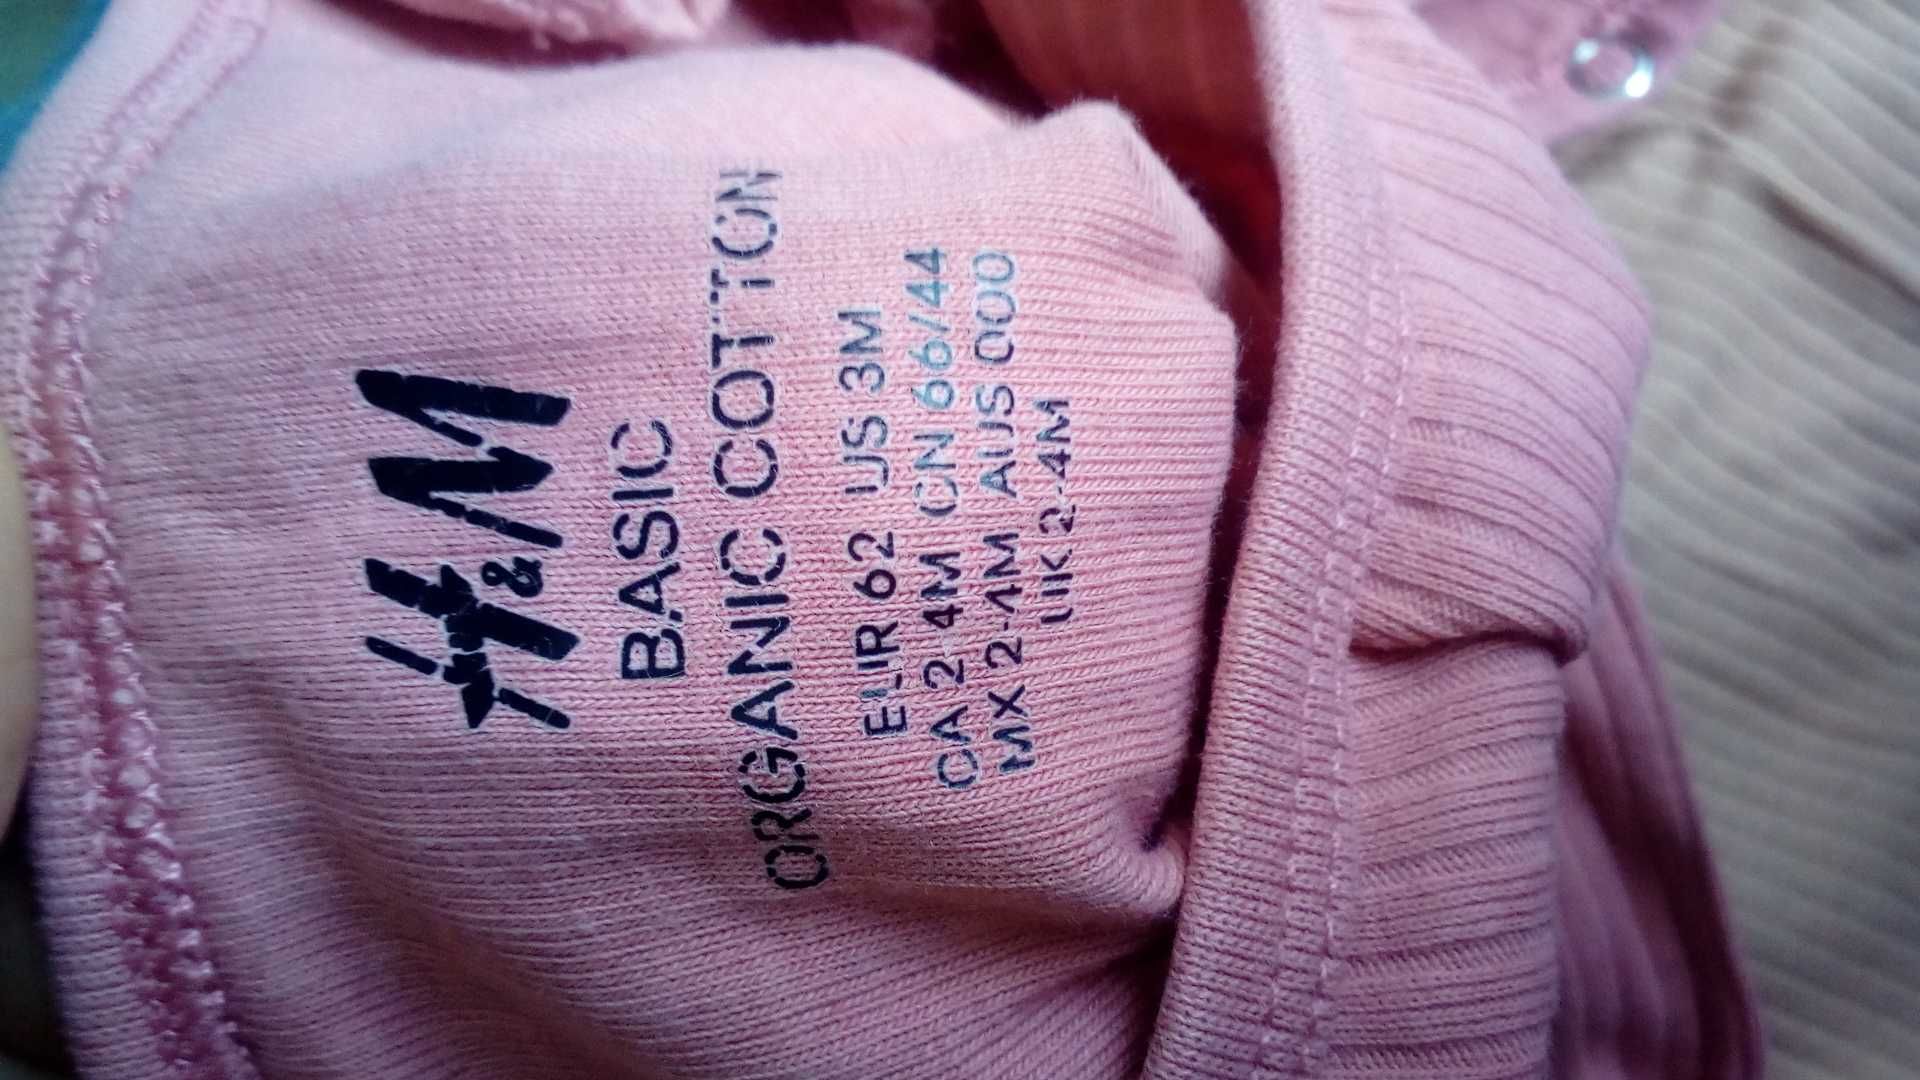 H&M
BASIC
ORGANIC COTTON
EUR 62 US 3M
CA 2-4M CN 66/44
MX 2-4M AUS 000
UK 2-4M